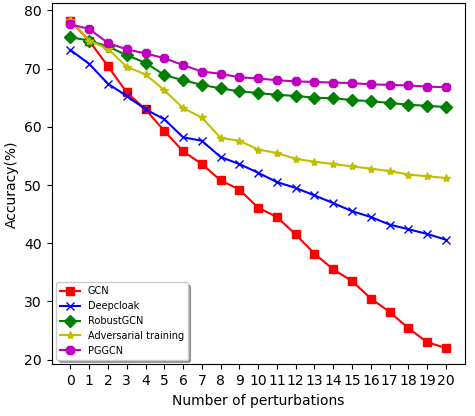 80
70
60
50
40
30
20
Accuracy(%)
GCN
Deepcloak
RobustGCN
Adversarial training
PGGCN
0 1 2 3 4 5 6 7 8 9 10 11 12 13 14 15 16 17 18 19 20
Number of perturbations